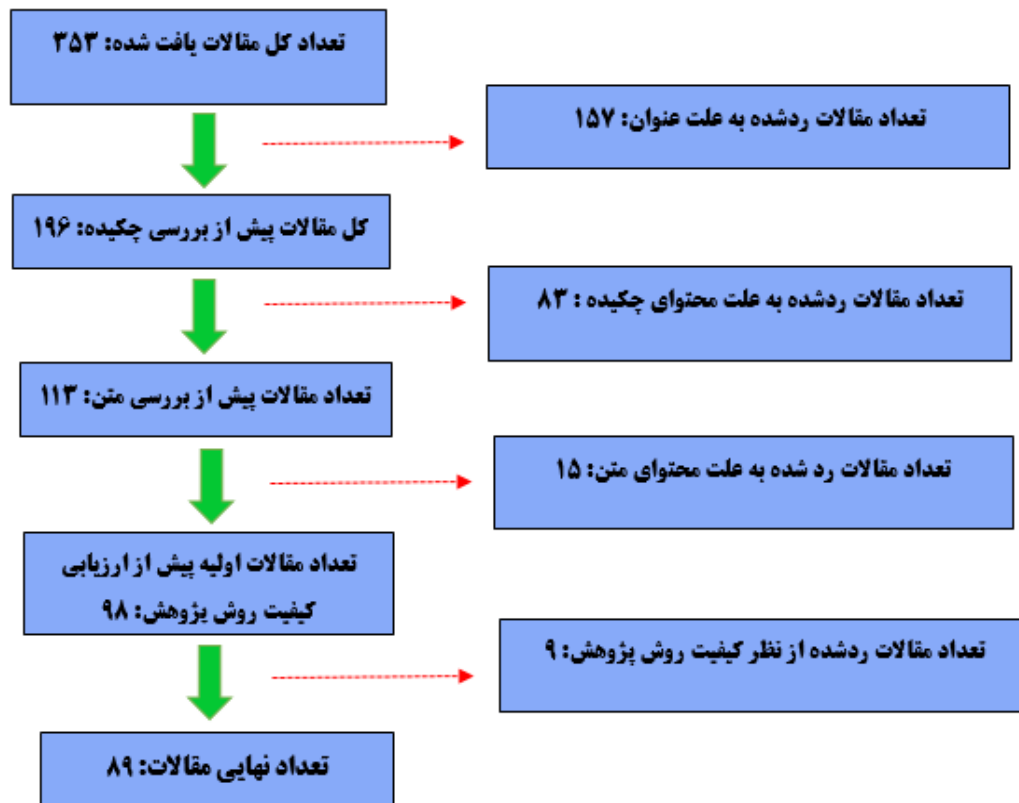 تعداد کل مقالات یافت شده: ۳۵۳
تعداد مقالات ردشده به علت عنوان: ۱۵۷
کل مقالات پیش از بررسی چکیده: ۱۹۶
تعداد مقالات ردشده به علت محتوای چکیده : ۸۳
تعداد مقالات پیش از بررسی متن: ۱۱۳
تعداد مقالات رد شده به علت محتوای متن: ۱۵
تعداد مقالات اولیه پیش از ارزیابی
کیفیت روش پژوهش: ۹۸
تعداد مقالات ردشده از نظر کیفیت روش پژوهش: ۹
تعداد نهایی مقالات: ۸۹